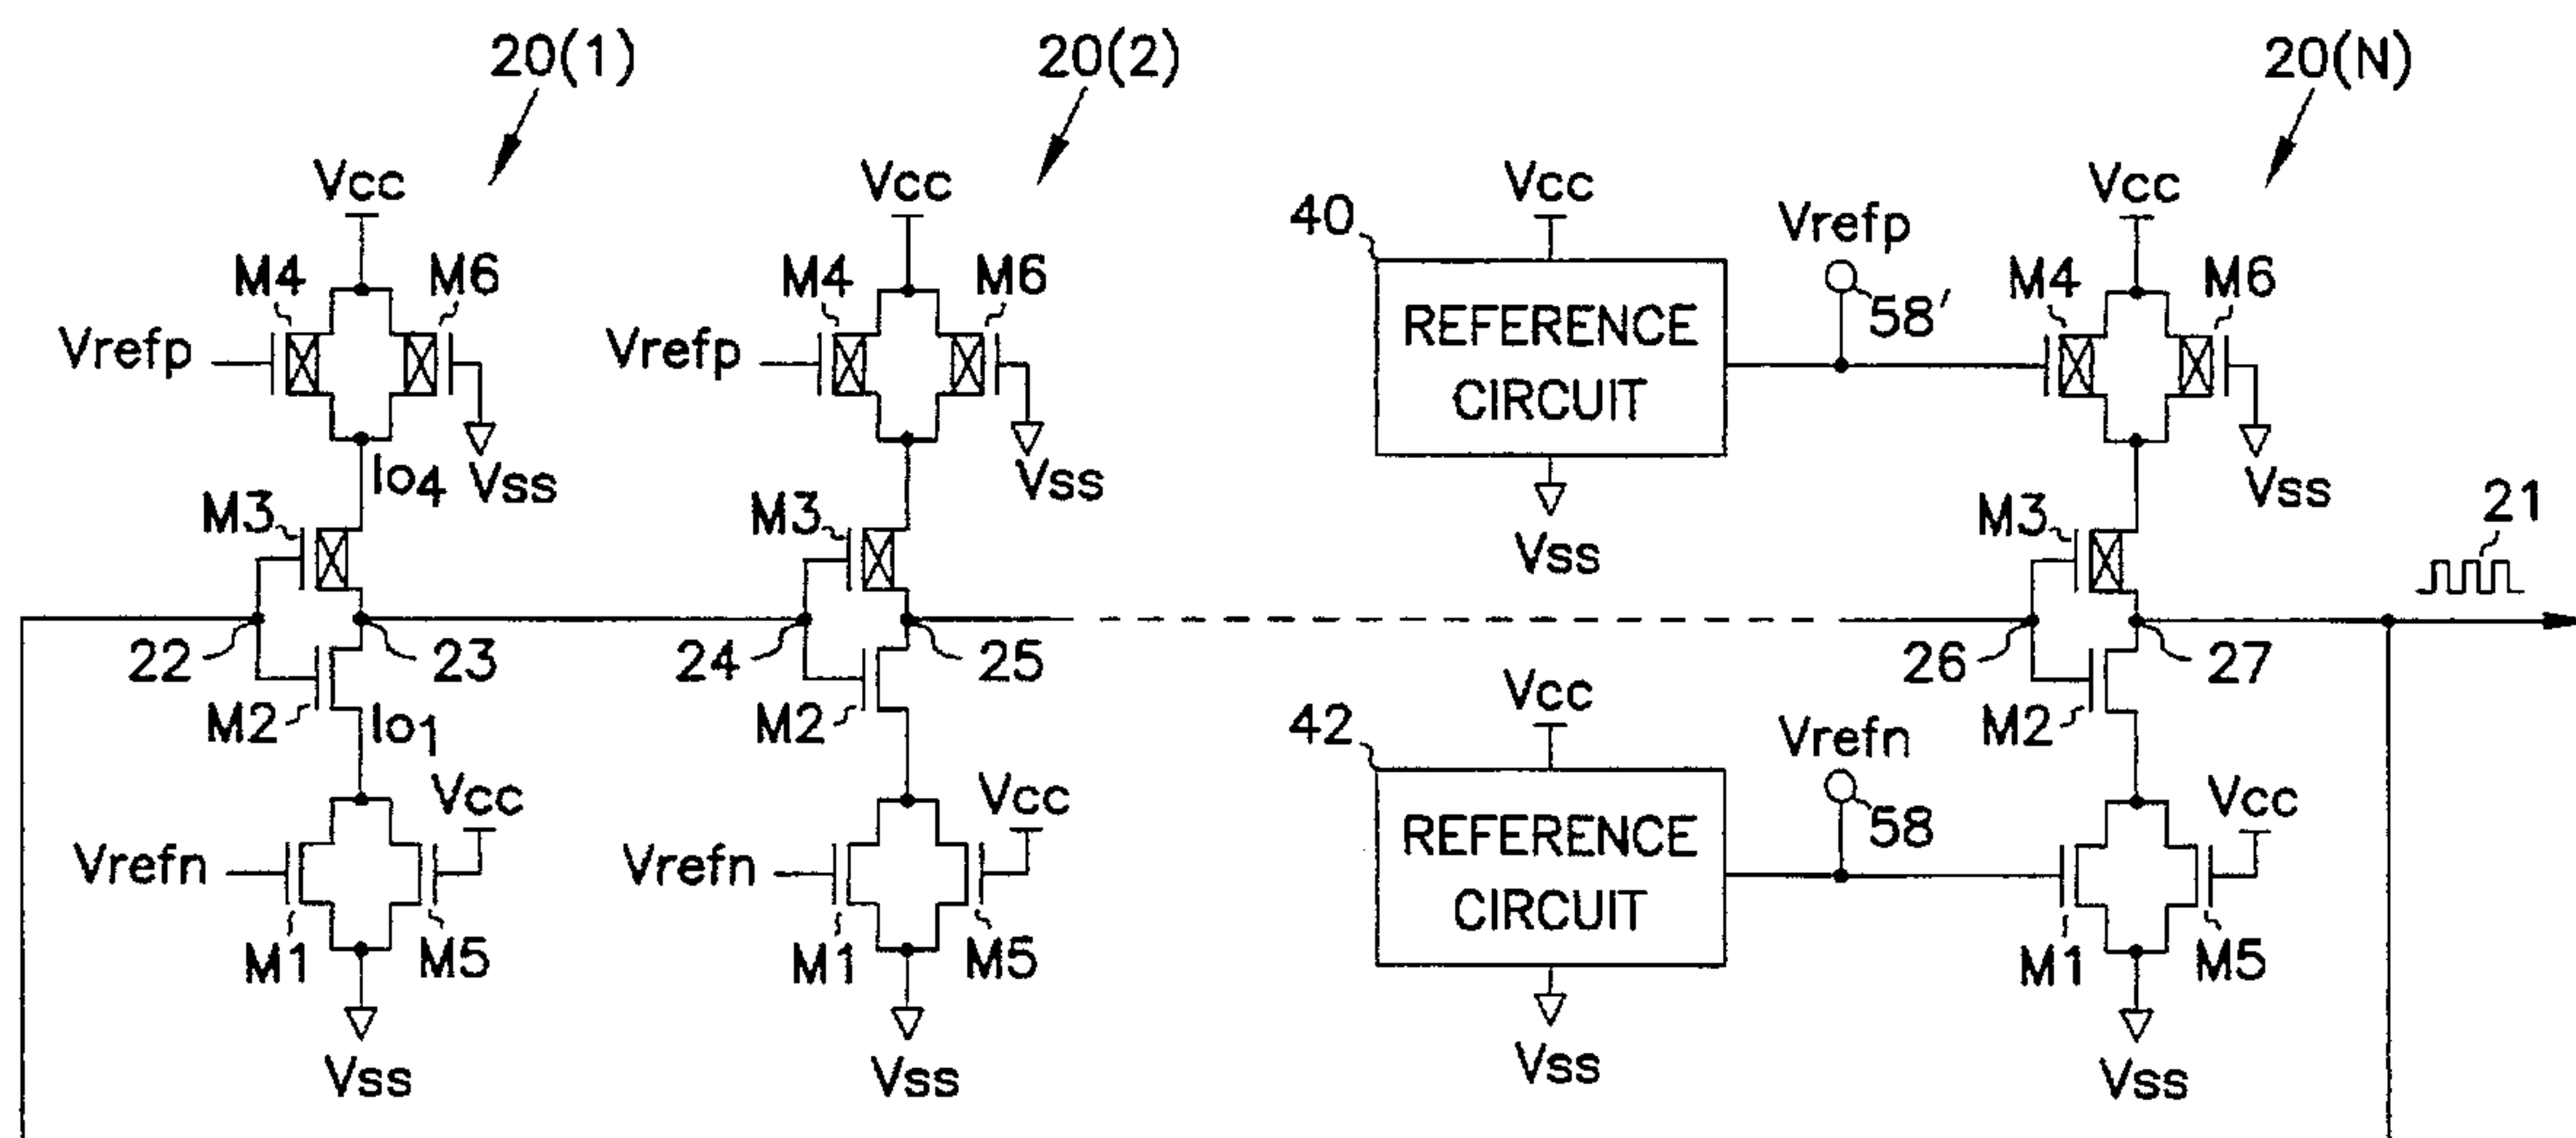 20(1)
20(2)
20(N)
Vcc
Vcc
Vcc
Vcc
40
Vrefp
M4
M6
M4
M6
58'
M4
M6
Vrefp
Vrefp
REFERENCE
CIRCUIT
Io4
Vss
Vss
Vss
M3
M3
Vss
M3
21
22
23
24
25
26
27
M2
Io1
M2
42
Vcc
Vrefn
M2
Vcc
Vcc
Vcc
58
Vrefn
Vrefn
REFERENCE
CIRCUIT
M1
M5
M1
M5
M1
M5
Vss
Vss
Vss
Vss